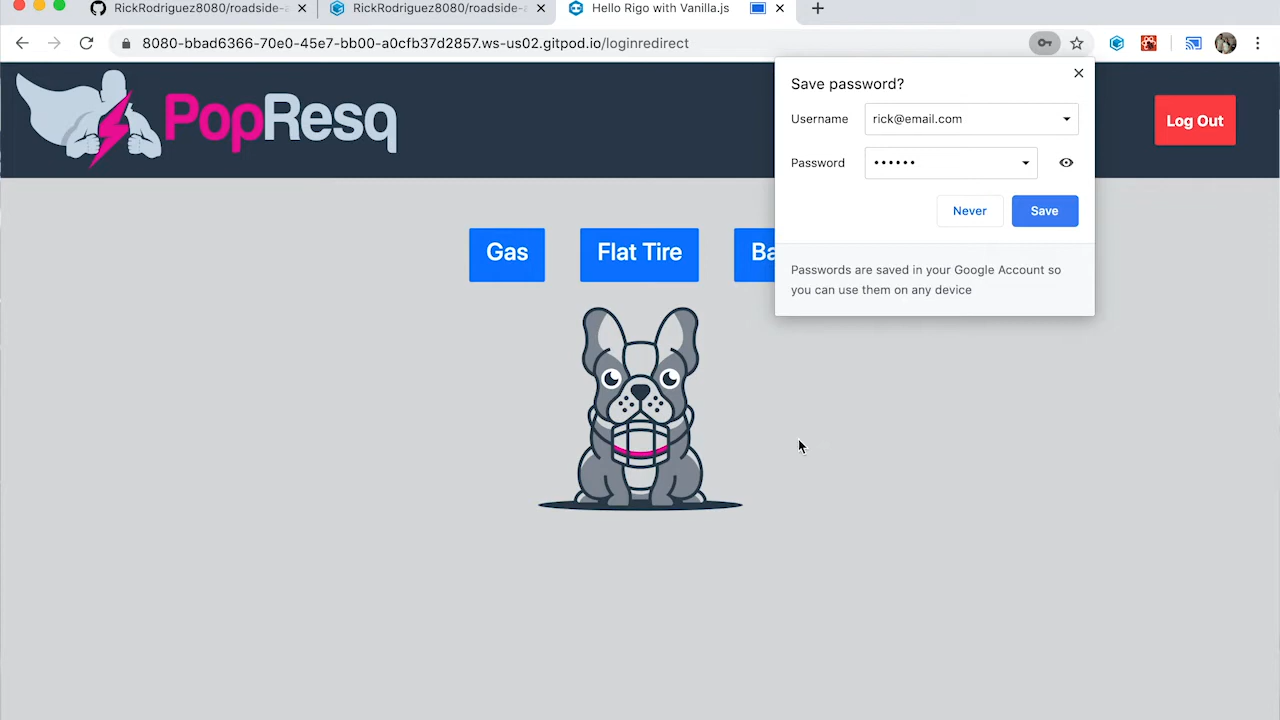 RickRodriguez8080/roadside-a
RickRodriguez8080/roadside-a
Hello Rigo with Vanilla.js
8080-bbad6366-70e0-45e7-bb00-a0cfb37d2357.ws-us02.gitpod.io/loginredirect
PopResq
Log Out
Save password?
Username
rick@email.com
Password
••••••
Never
Save
Passwords are saved in your Google Account so
you can use them on any device
Gas
Flat Tire
Ba